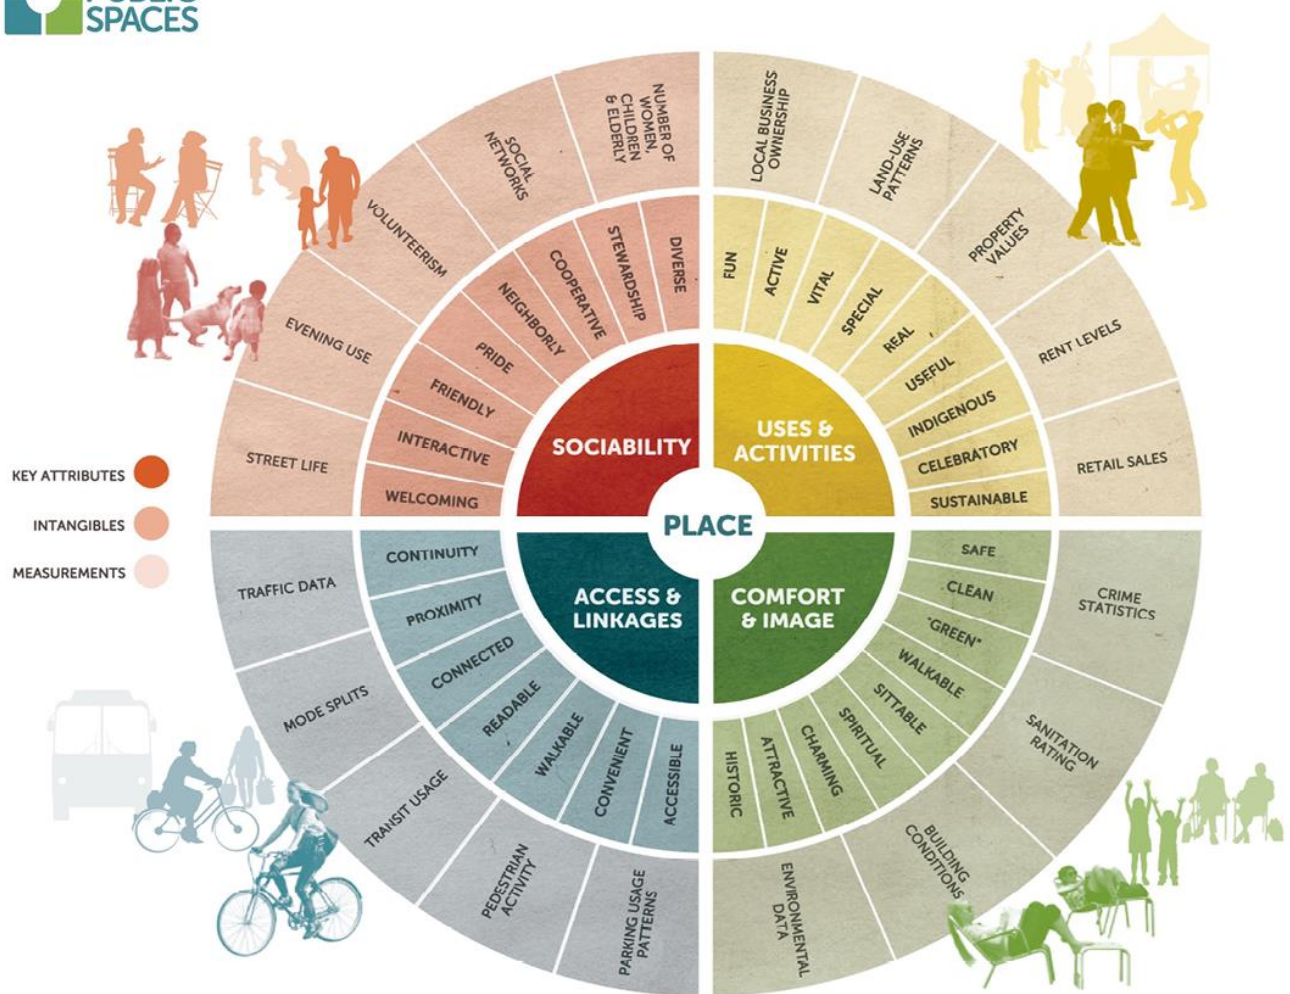 SPACES
NUMBER OF
WOMEN,
CHILDREN
& ELDERLY
SOCIAL
NETWORKS
VOLUNTEERISM
EVENING USE
STREET LIFE
LOCAL BUSINESS
OWNERSHIP
LAND-USE
PATTERNS
PROPERTY
VALUES
RENT LEVELS
RETAIL SALES
DIVERSE
STEWARDSHIP
COOPERATIVE
NEIGHBORLY
PRIDE
FRIENDLY
INTERACTIVE
WELCOMING
FUN
ACTIVE
VITAL
SPECIAL
REAL
USEFUL
INDIGENOUS
CELEBRATORY
SUSTAINABLE
SOCIABILITY
USES &
ACTIVITIES
KEY ATTRIBUTES
INTANGIBLES
MEASUREMENTS
PLACE
ACCESS &
LINKAGES
COMFORT
& IMAGE
CONTINUITY
PROXIMITY
CONNECTED
READABLE
WALKABLE
CONVENIENT
ACCESSIBLE
SAFE
CLEAN
"GREEN"
WALKABLE
SITTABLE
SPIRITUAL
CHARMING
ATTRACTIVE
HISTORIC
TRAFFIC DATA
MODE SPLITS
TRANSIT USAGE
PEDESTRIAN
ACTIVITY
PARKING USAGE
PATTERNS
CRIME
STATISTICS
SANITATION
RATING
BUILDING
CONDITIONS
ENVIRONMENTAL
DATA